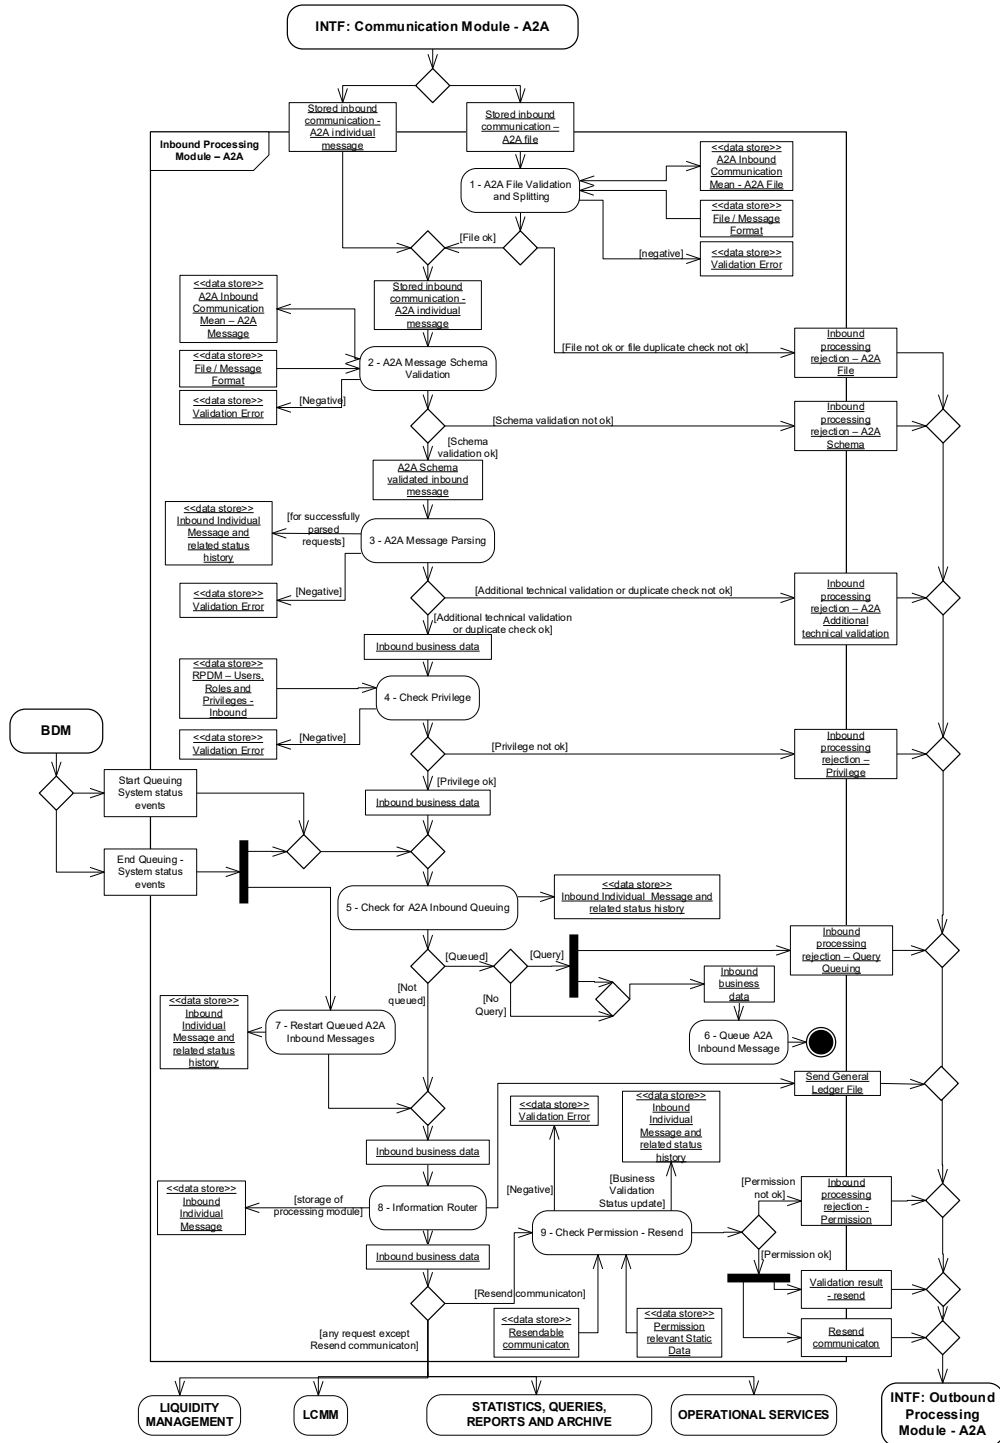 INTF: Communication Module - A2A
Stored inbound
communication -
A2A individual
message
Stored inbound
communication –
A2A file
Inbound Processing
Module – A2A
<<data store>>
A2A Inbound
Communication
Mean - A2A File
1 - A2A File Validation
and Splitting
<<data store>>
File / Message
Format
[File ok]
[negative]
<<data store>>
Validation Error
<<data store>>
A2A Inbound
Communication
Mean – A2A
Message
Stored inbound
communication -
A2A individual
message
[File not ok or file duplicate check not ok]
Inbound
processing
rejection – A2A
File
<<data store>>
File / Message
Format
2 - A2A Message Schema
Validation
<<data store>>
Validation Error
[Negative]
[Schema validation not ok]
Inbound
processing
rejection – A2A
Schema
[Schema
validation ok]
A2A Schema
validated inbound
message
<<data store>>
Inbound Individual
Message and
related status
history
[for successfully
parsed
requests]
3 - A2A Message Parsing
<<data store>>
Validation Error
[Negative]
[Additional technical validation or duplicate check not ok]
Inbound
processing
rejection – A2A
Additional
technical validation
[Additional technical validation
or duplicate check ok]
Inbound business data
<<data store>>
RPDM – Users,
Roles and
Privileges -
Inbound
4 - Check Privilege
BDM
<<data store>>
Validation Error
[Negative]
[Privilege not ok]
Inbound
processing
rejection –
Privilege
[Privilege ok]
Start Queuing
System status
events
Inbound business data
End Queuing -
System status
events
5 - Check for A2A Inbound Queuing
<<data store>>
Inbound Individual Message and
related status history
[Queued]
[Query]
Inbound
processing
rejection – Query
Queuing
[Not
queued]
[No
Query]
Inbound
business
data
<<data store>>
Inbound
Individual
Message and
related status
history
7 - Restart Queued A2A
Inbound Messages
6 - Queue A2A
Inbound Message
Send General
Ledger File
<<data store>>
Validation Error
<<data store>>
Inbound
Individual
Message and
related status
history
Inbound business data
[Negative]
[Business
Validation
Status update]
[Permission
not ok]
Inbound
processing
rejection -
Permission
<<data store>>
Inbound
Individual
Message
[storage of
processing module]
8 - Information Router
9 - Check Permission - Resend
Inbound business data
[Permission ok]
Validation result
- resend
[Resend communicaton]
<<data store>>
Resendable
communicaton
<<data store>>
Permission
relevant Static
Data
Resend
communicaton
[any request except
Resend communicaton]
LIQUIDITY
MANAGEMENT
LCMM
STATISTICS, QUERIES,
REPORTS AND ARCHIVE
OPERATIONAL SERVICES
INTF: Outbound
Processing
Module - A2A